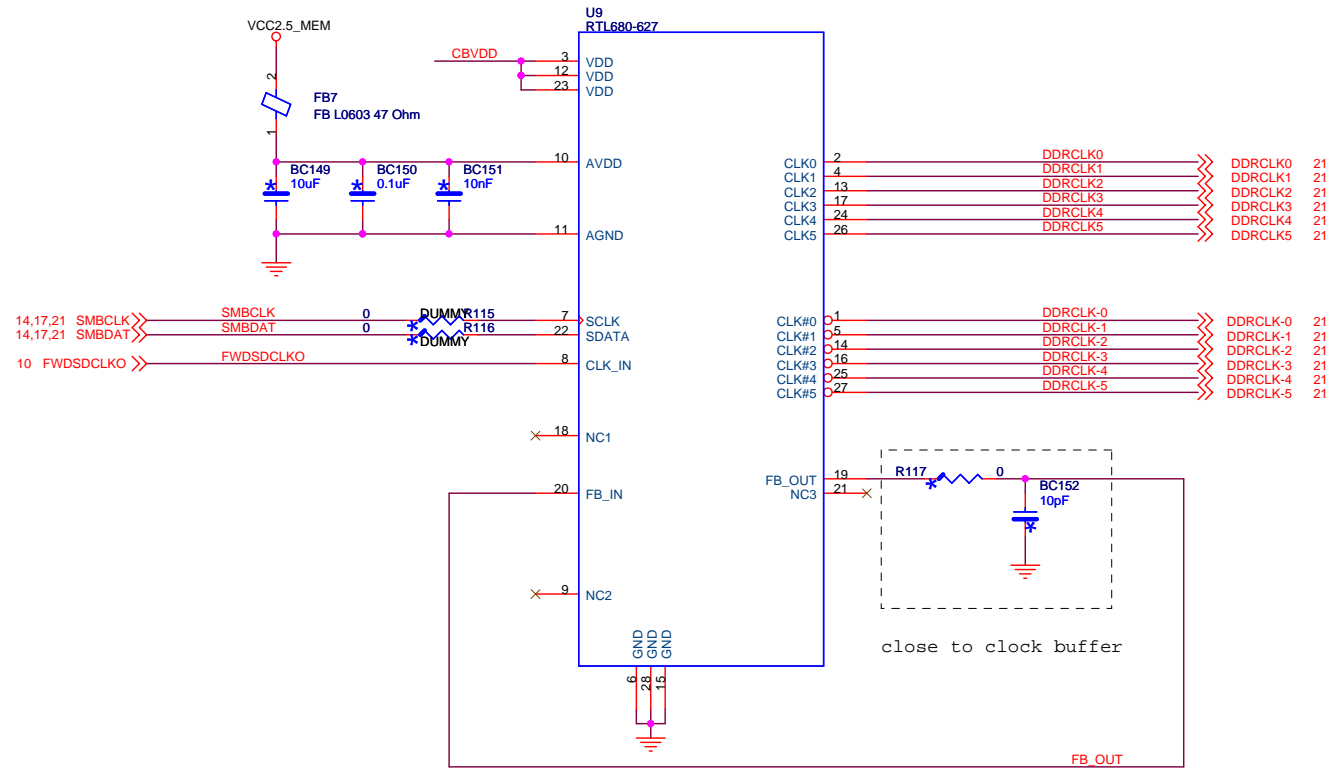 U9
RTL680-627
VCC2.5_MEM
CBVDD
3 VDD
12 VDD
23 VDD
2
FB7
FB L0603 47 Ohm
1
10 AVDD
BC149
10uF
BC150
0.1uF
BC151
10nF
11 AGND
CLK0 2 DDRCLK0 DDRCLK0 21
CLK1 4 DDRCLK1 DDRCLK1 21
CLK2 13 DDRCLK2 DDRCLK2 21
CLK3 17 DDRCLK3 DDRCLK3 21
CLK4 24 DDRCLK4 DDRCLK4 21
CLK5 26 DDRCLK5 DDRCLK5 21
14,17,21 SMBCLK SMBCLK 0 DUMMY R115 7 SCLK
14,17,21 SMBDAT SMBDAT 0 R116 22 SDATA
DUMMY
10 FWDSDCLKO FWDSDCLKO 8 CLK_IN
CLK#0 1 DDRCLK-0 DDRCLK-0 21
CLK#1 5 DDRCLK-1 DDRCLK-1 21
CLK#2 14 DDRCLK-2 DDRCLK-2 21
CLK#3 16 DDRCLK-3 DDRCLK-3 21
CLK#4 25 DDRCLK-4 DDRCLK-4 21
CLK#5 27 DDRCLK-5 DDRCLK-5 21
18 NC1
20 FB_IN
FB_OUT 19 R117 0
NC3 21
BC152
10pF
9 NC2
GND GND GND
6 28 15
close to clock buffer
FB_OUT